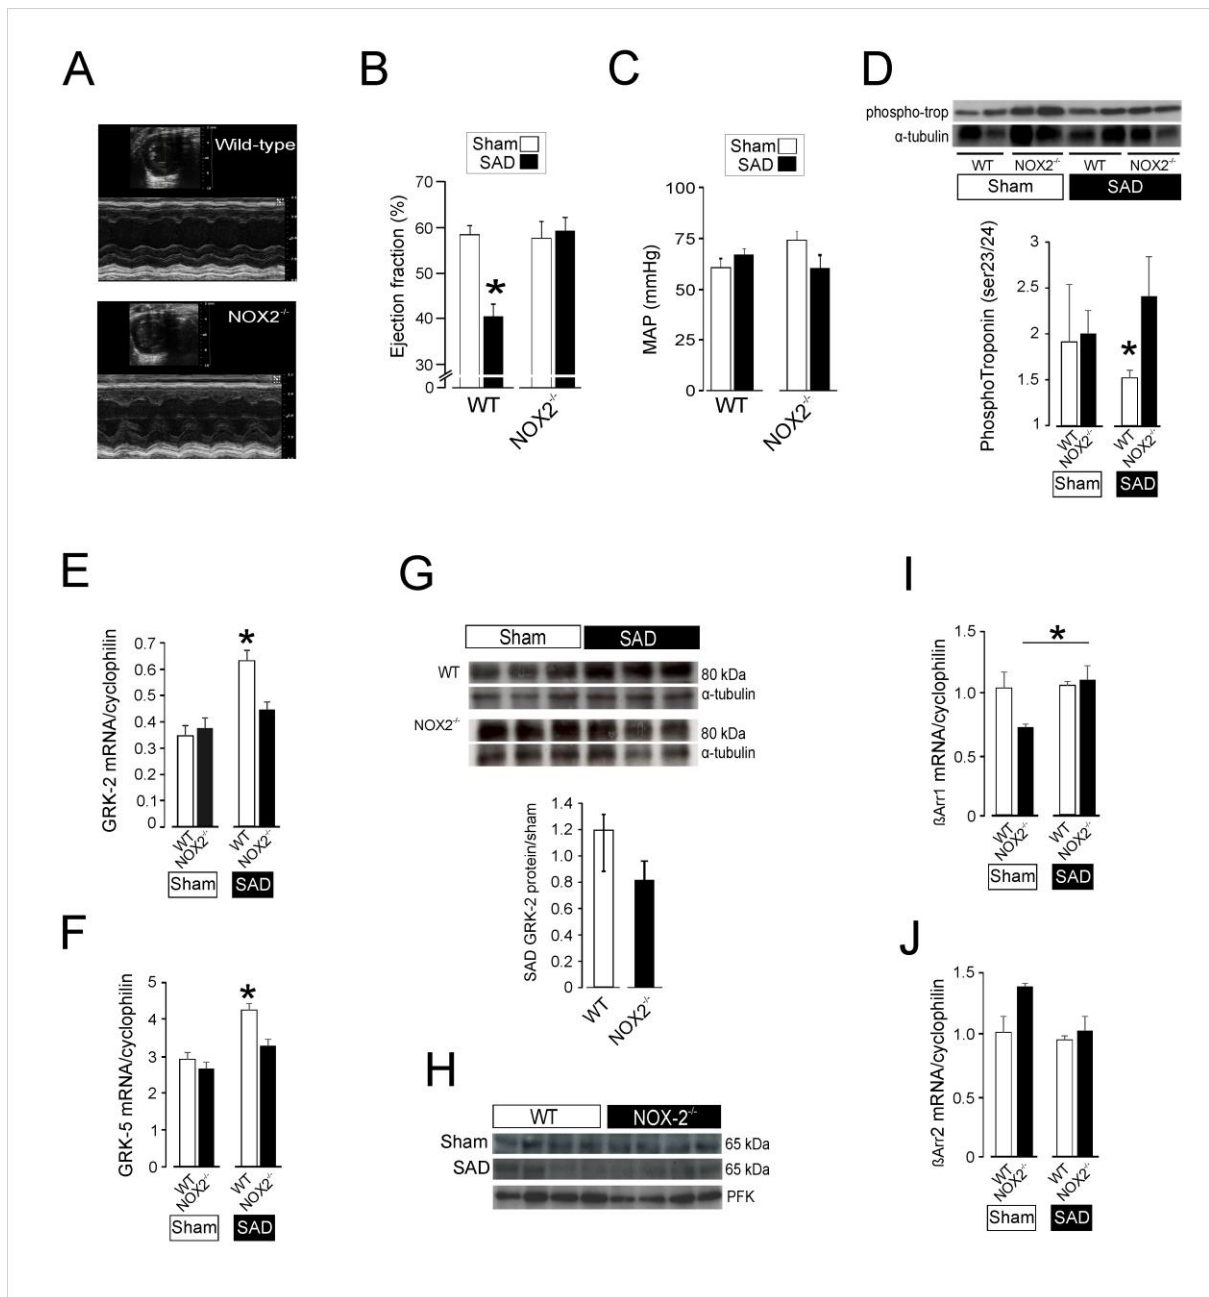 A
Wild-type
NOX2-/-
B
Sham
SAD
Ejection fraction (%)
70
60
50
40
30
0
*
WT
NOX2-/-
C
Sham
SAD
MAP (mmHg)
100
75
50
25
0
WT
NOX2-/-
D
phospho-trop
α-tubulin
WT NOX2-/- WT NOX2-/-
Sham SAD
PhosphoTroponin (ser23/24)
3
2.5
2
1.5
1
*
WT NOX2-/- WT NOX2-/-
Sham SAD
E
GRK-2 mRNA/cyclophilin
0.7
0.6
0.5
0.4
0.3
0.2
0.1
0
*
WT NOX2-/- WT NOX2-/-
Sham SAD
F
GRK-5 mRNA/cyclophilin
5
4
3
2
1
0
*
WT NOX2-/- WT NOX2-/-
Sham SAD
G
Sham SAD
WT 80 kDa
α-tubulin
NOX2-/- 80 kDa
α-tubulin
SAD GRK-2 protein/sham
1.4
1.2
1.0
0.8
0.6
0.4
0.2
0
WT NOX2-/-
H
WT NOX-2-/-
Sham 65 kDa
SAD 65 kDa
PFK
I
ßArr1 mRNA/cyclophilin
1.5
1.0
0.5
0
*
WT NOX2-/- WT NOX2-/-
Sham SAD
J
ßArr2 mRNA/cyclophilin
1.5
1.0
0.5
0
WT NOX2-/- WT NOX2-/-
Sham SAD